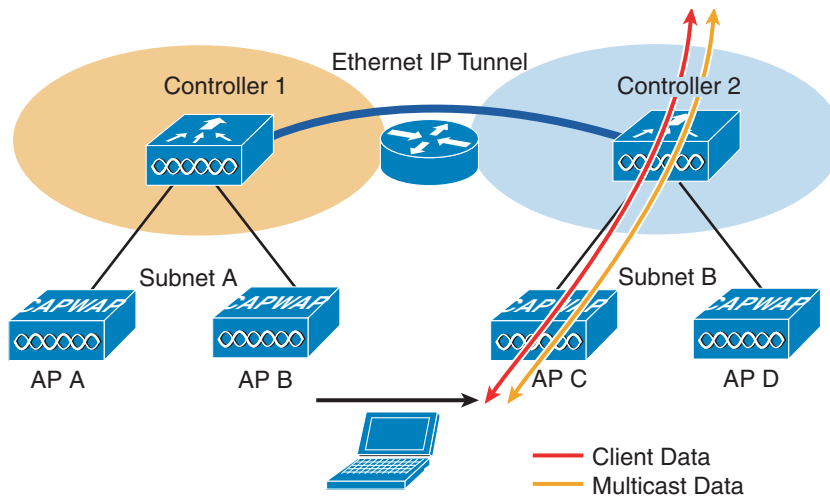 Ethernet IP Tunnel
Controller 1
Controller 2
Subnet A
Subnet B
CAPWAP
CAPWAP
CAPWAP
CAPWAP
AP A
AP B
AP C
AP D
Client Data
Multicast Data